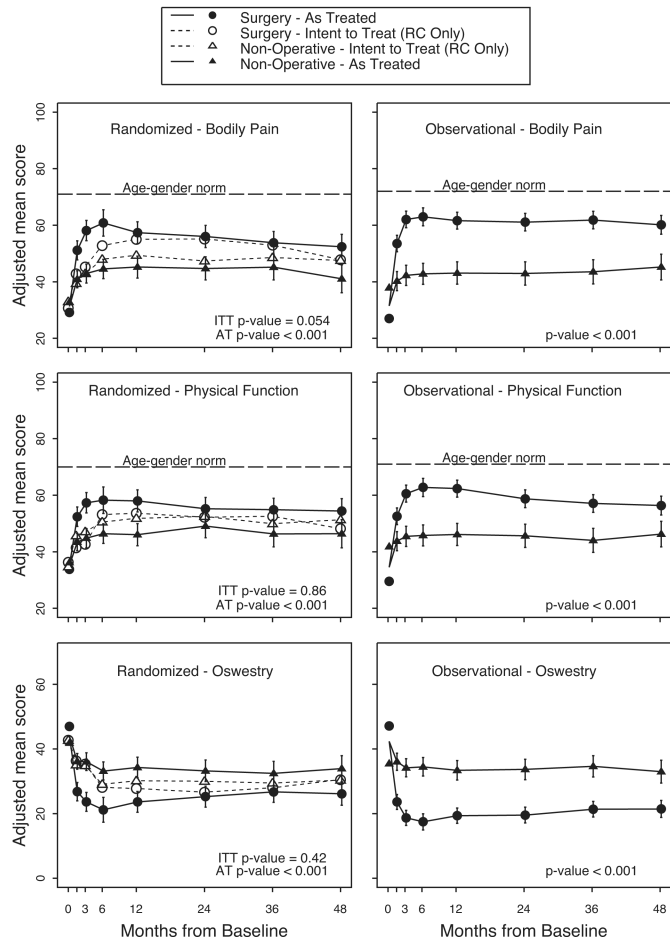 Surgery - As Treated
Surgery - Intent to Treat (RC Only)
Non-Operative - Intent to Treat (RC Only)
Non-Operative - As Treated
Adjusted mean score
100
80
60
40
20
Randomized - Bodily Pain
Age-gender norm
ITT p-value = 0.054
AT p-value < 0.001
Observational - Bodily Pain
Age-gender norm
p-value < 0.001
Adjusted mean score
100
80
60
40
20
Randomized - Physical Function
Age-gender norm
ITT p-value = 0.86
AT p-value < 0.001
Observational - Physical Function
Age-gender norm
p-value < 0.001
Adjusted mean score
60
40
20
0
Randomized - Oswestry
ITT p-value = 0.42
AT p-value < 0.001
Observational - Oswestry
p-value < 0.001
0 3 6 12 24 36 48
0 3 6 12 24 36 48
Months from Baseline
Months from Baseline